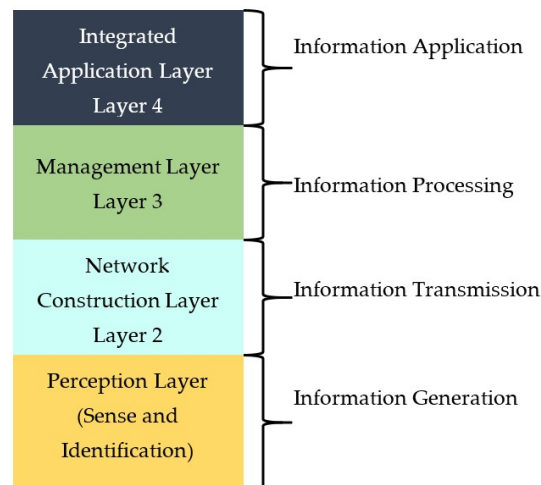 Integrated
Application Layer
Layer 4
Information Application
Management Layer
Layer 3
Information Processing
Network
Construction Layer
Layer 2
Information Transmission
Perception Layer
(Sense and
Identification)
Information Generation